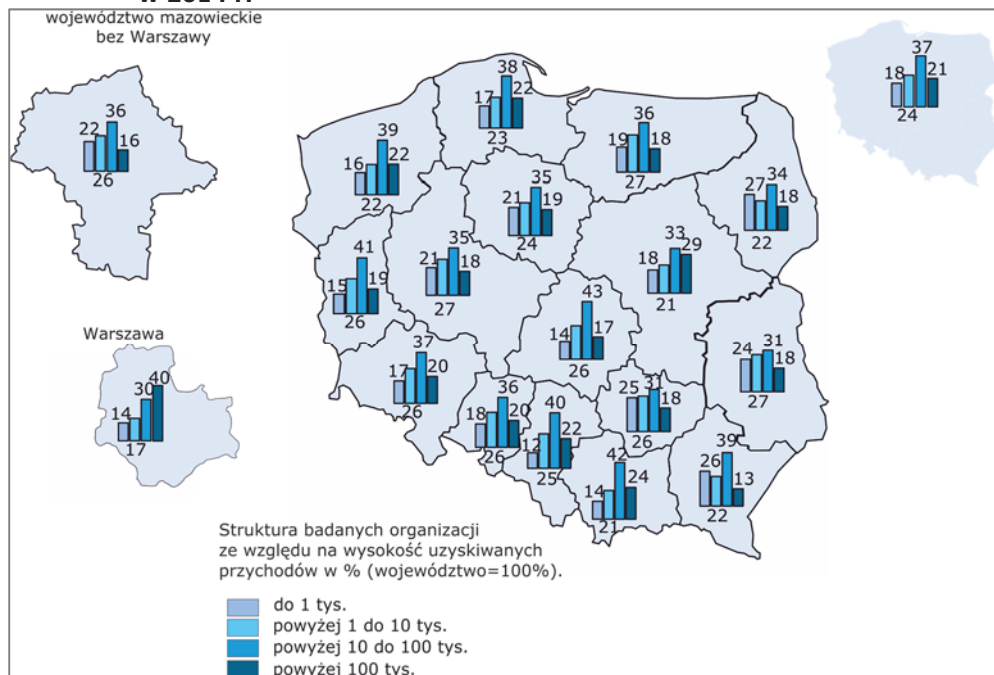 województwo mazowieckie
bez Warszawy
22 36 16
26
Warszawa
14 30 40
17
18 37 21
24
17 38 22
23
16 39 22
22
19 36 18
27
27 34 18
22
21 35 19
24
21 35 18
27
15 41 19
26
18 33 29
21
14 43 17
26
17 37 20
26
24 31 18
27
18 36 20
26
12 40 22
25
25 31 18
26
14 42 24
21
26 39 13
22
Struktura badanych organizacji
ze względu na wysokość uzyskiwanych
przychodów w % (województwo=100%).
do 1 tys.
powyżej 1 do 10 tys.
powyżej 10 do 100 tys.
powyżej 100 tys.